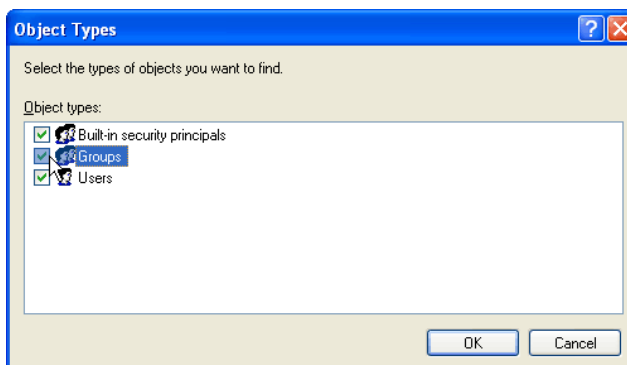 Object Types
Select the types of objects you want to find.
Object types:
Built-in security principals
Groups
Users
OK
Cancel